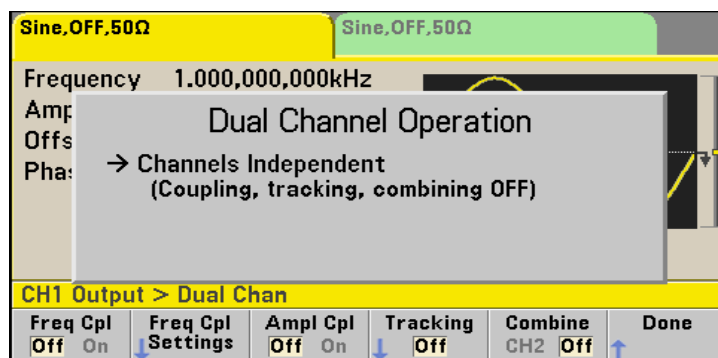 Sine,OFF,50Ω
Sine,OFF,50Ω
Frequency 1.000,000,000kHz
Amp
Offs
Phas
Dual Channel Operation
→ Channels Independent
(Coupling, tracking, combining OFF)
CH1 Output > Dual Chan
Freq Cpl Freq Cpl Ampl Cpl Tracking Combine Done
Off On Settings Off On Off CH2 Off